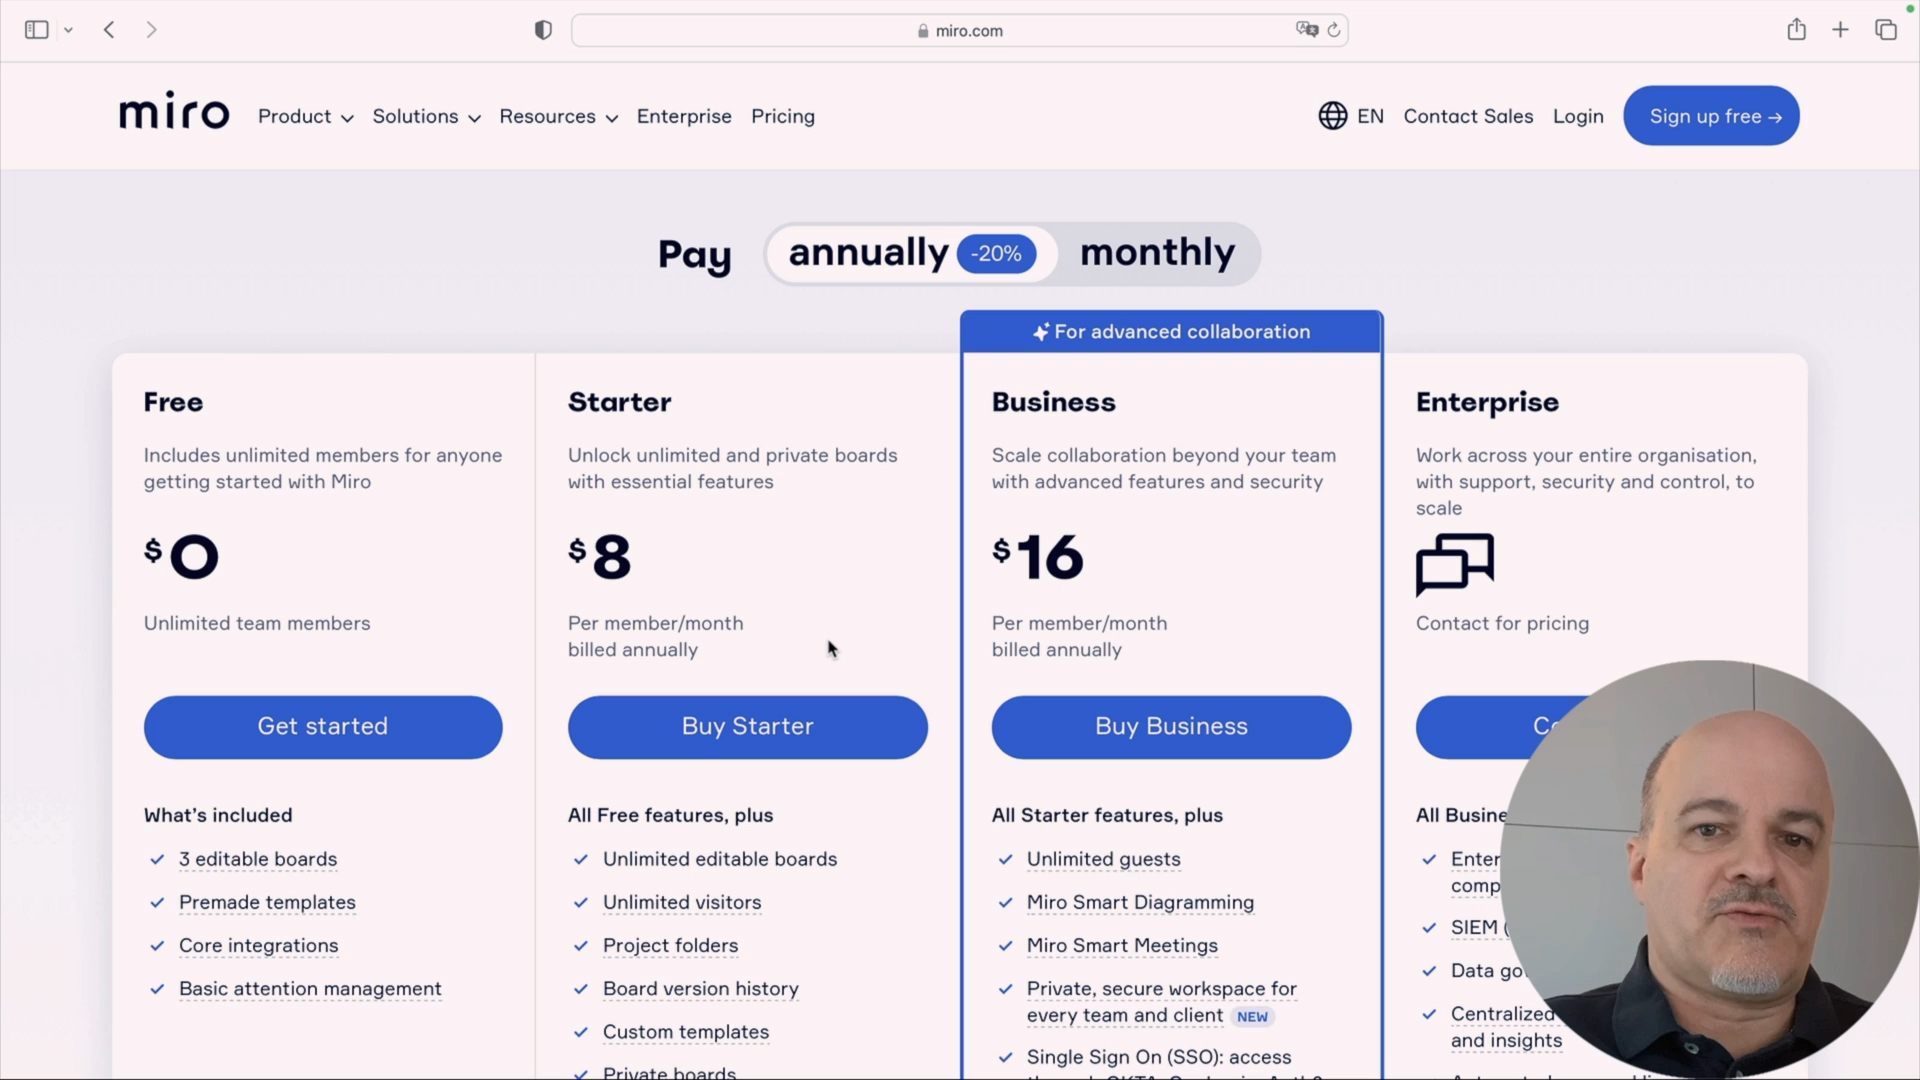 miro.com
miro Product Solutions Resources Enterprise Pricing EN Contact Sales Login Sign up free →
Pay annually -20% monthly
For advanced collaboration
Free
Includes unlimited members for anyone
getting started with Miro
$0
Unlimited team members
Get started
What's included
3 editable boards
Premade templates
Core integrations
Basic attention management
Starter
Unlock unlimited and private boards
with essential features
$8
Per member/month
billed annually
Buy Starter
All Free features, plus
Unlimited editable boards
Unlimited visitors
Project folders
Board version history
Custom templates
Private boards
Business
Scale collaboration beyond your team
with advanced features and security
$16
Per member/month
billed annually
Buy Business
All Starter features, plus
Unlimited guests
Miro Smart Diagramming
Miro Smart Meetings
Private, secure workspace for
every team and client NEW
Single Sign On (SSO): access
Enterprise
Work across your entire organisation,
with support, security and control, to
scale
Contact for pricing
All
SIEM
Data
Centralized
and insights